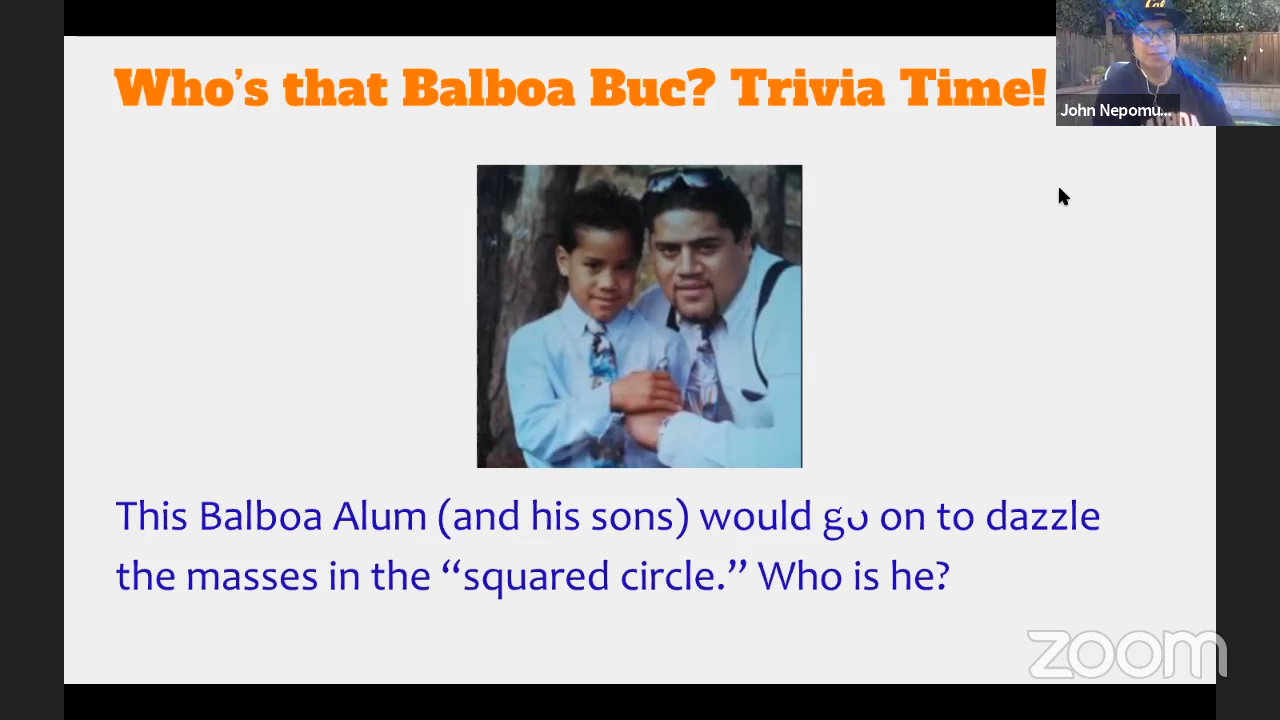 Who's that Balboa Buc? Trivia Time!
Cal
John Nepomu...
This Balboa Alum (and his sons) would go on to dazzle
the masses in the “squared circle.” Who is he?
zoom